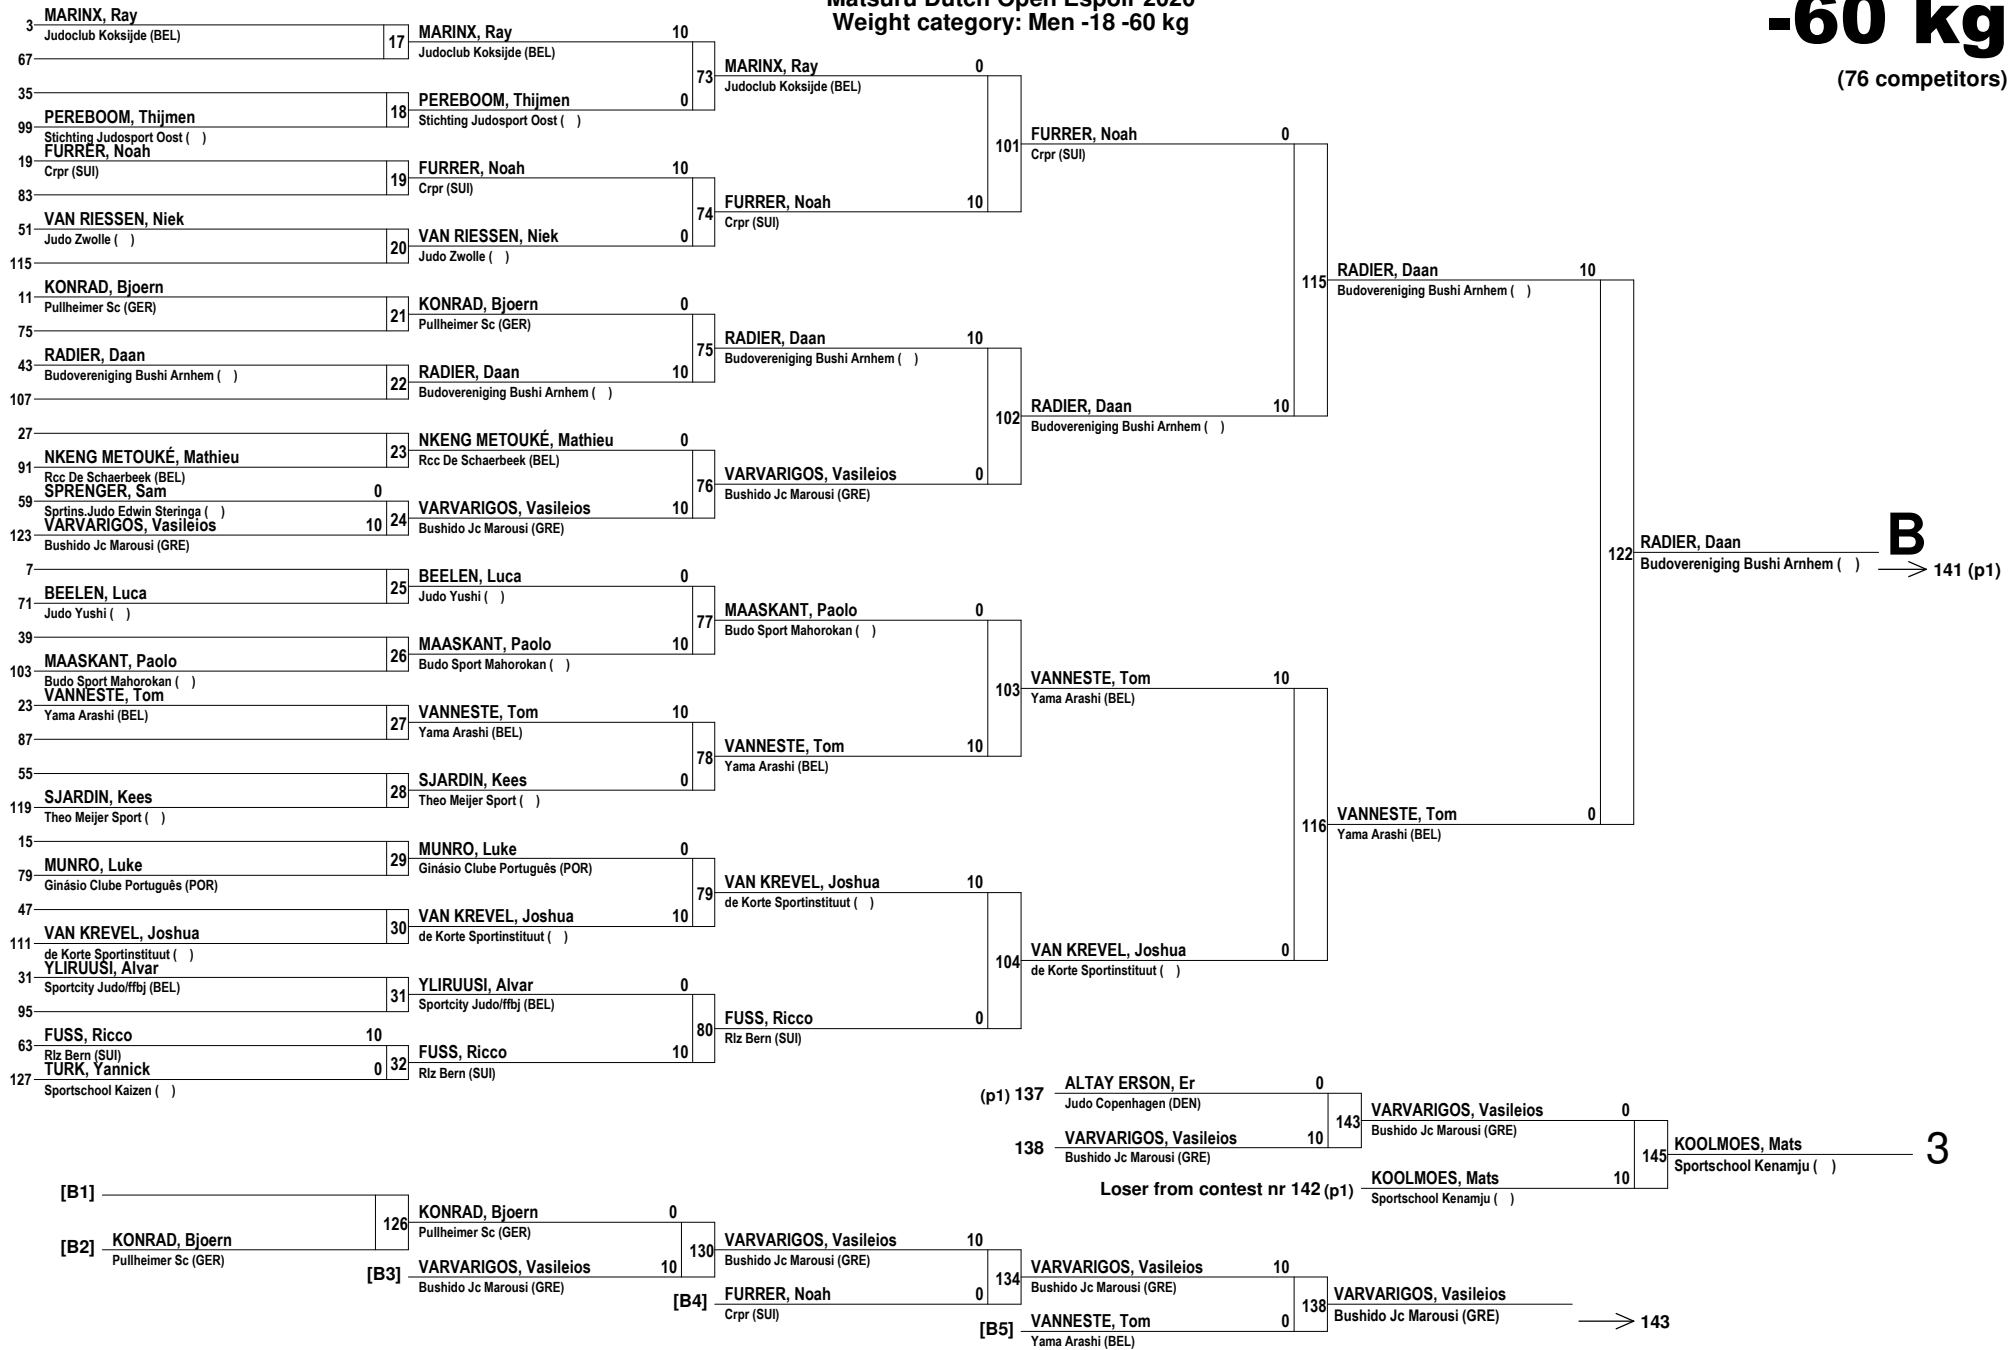 Matsuru Dutch Open Espoir 2020
Weight category: Men -18 -60 kg
-60 kg
(76 competitors)
3
MARINX, Ray
Judoclub Koksijde (BEL)
67
17
35
99
PEREBOOM, Thijmen
Stichting Judosport Oost ( )
18
19
FURRER, Noah
Crpr (SUI)
83
19
51
VAN RIESSEN, Niek
Judo Zwolle ( )
115
20
11
KONRAD, Bjoern
Pullheimer Sc (GER)
75
21
43
RADIER, Daan
Budovereniging Bushi Arnhem ( )
107
22
27
91
NKENG METOUKÉ, Mathieu
Rcc De Schaerbeek (BEL)
23
59
SPRENGER, Sam 0
Sprtins.Judo Edwin Steringa ( )
123
VARVARIGOS, Vasileios 10
Bushido Jc Marousi (GRE)
24
7
71
BEELEN, Luca
Judo Yushi ( )
25
39
103
MAASKANT, Paolo
Budo Sport Mahorokan ( )
26
23
VANNESTE, Tom
Yama Arashi (BEL)
87
27
55
119
SJARDIN, Kees
Theo Meijer Sport ( )
28
15
79
MUNRO, Luke
Ginásio Clube Português (POR)
29
47
111
VAN KREVEL, Joshua
de Korte Sportinstituut ( )
30
31
YLIRUUSI, Alvar
Sportcity Judo/ffbj (BEL)
95
31
63
FUSS, Ricco 10
Rlz Bern (SUI)
127
TURK, Yannick 0
Sportschool Kaizen ( )
32
MARINX, Ray 10
Judoclub Koksijde (BEL)
73
PEREBOOM, Thijmen 0
Stichting Judosport Oost ( )
FURRER, Noah 10
Crpr (SUI)
74
VAN RIESSEN, Niek 0
Judo Zwolle ( )
KONRAD, Bjoern 0
Pullheimer Sc (GER)
75
RADIER, Daan 10
Budovereniging Bushi Arnhem ( )
NKENG METOUKÉ, Mathieu 0
Rcc De Schaerbeek (BEL)
76
VARVARIGOS, Vasileios 10
Bushido Jc Marousi (GRE)
BEELEN, Luca 0
Judo Yushi ( )
77
MAASKANT, Paolo 10
Budo Sport Mahorokan ( )
VANNESTE, Tom 10
Yama Arashi (BEL)
78
SJARDIN, Kees 0
Theo Meijer Sport ( )
MUNRO, Luke 0
Ginásio Clube Português (POR)
79
VAN KREVEL, Joshua 10
de Korte Sportinstituut ( )
YLIRUUSI, Alvar 0
Sportcity Judo/ffbj (BEL)
80
FUSS, Ricco 10
Rlz Bern (SUI)
MARINX, Ray 0
Judoclub Koksijde (BEL)
101
FURRER, Noah 10
Crpr (SUI)
RADIER, Daan 10
Budovereniging Bushi Arnhem ( )
102
VARVARIGOS, Vasileios 0
Bushido Jc Marousi (GRE)
MAASKANT, Paolo 0
Budo Sport Mahorokan ( )
103
VANNESTE, Tom 10
Yama Arashi (BEL)
VAN KREVEL, Joshua 10
de Korte Sportinstituut ( )
104
FUSS, Ricco 0
Rlz Bern (SUI)
FURRER, Noah 0
Crpr (SUI)
115
RADIER, Daan 10
Budovereniging Bushi Arnhem ( )
VANNESTE, Tom 10
Yama Arashi (BEL)
116
VAN KREVEL, Joshua 0
de Korte Sportinstituut ( )
RADIER, Daan 10
Budovereniging Bushi Arnhem ( )
122
VANNESTE, Tom 0
Yama Arashi (BEL)
RADIER, Daan
Budovereniging Bushi Arnhem ( )
B
141 (p1)
(p1) 137
ALTAY ERSON, Er 0
Judo Copenhagen (DEN)
143
138
VARVARIGOS, Vasileios 10
Bushido Jc Marousi (GRE)
VARVARIGOS, Vasileios 0
Bushido Jc Marousi (GRE)
145
Loser from contest nr 142 (p1)
KOOLMOES, Mats 10
Sportschool Kenamju ( )
KOOLMOES, Mats
Sportschool Kenamju ( )
3
[B1]
126
[B2]
KONRAD, Bjoern
Pullheimer Sc (GER)
KONRAD, Bjoern 0
Pullheimer Sc (GER)
130
[B3]
VARVARIGOS, Vasileios 10
Bushido Jc Marousi (GRE)
VARVARIGOS, Vasileios 10
Bushido Jc Marousi (GRE)
134
[B4]
FURRER, Noah 0
Crpr (SUI)
VARVARIGOS, Vasileios 10
Bushido Jc Marousi (GRE)
138
[B5]
VANNESTE, Tom 0
Yama Arashi (BEL)
VARVARIGOS, Vasileios
Bushido Jc Marousi (GRE)
143